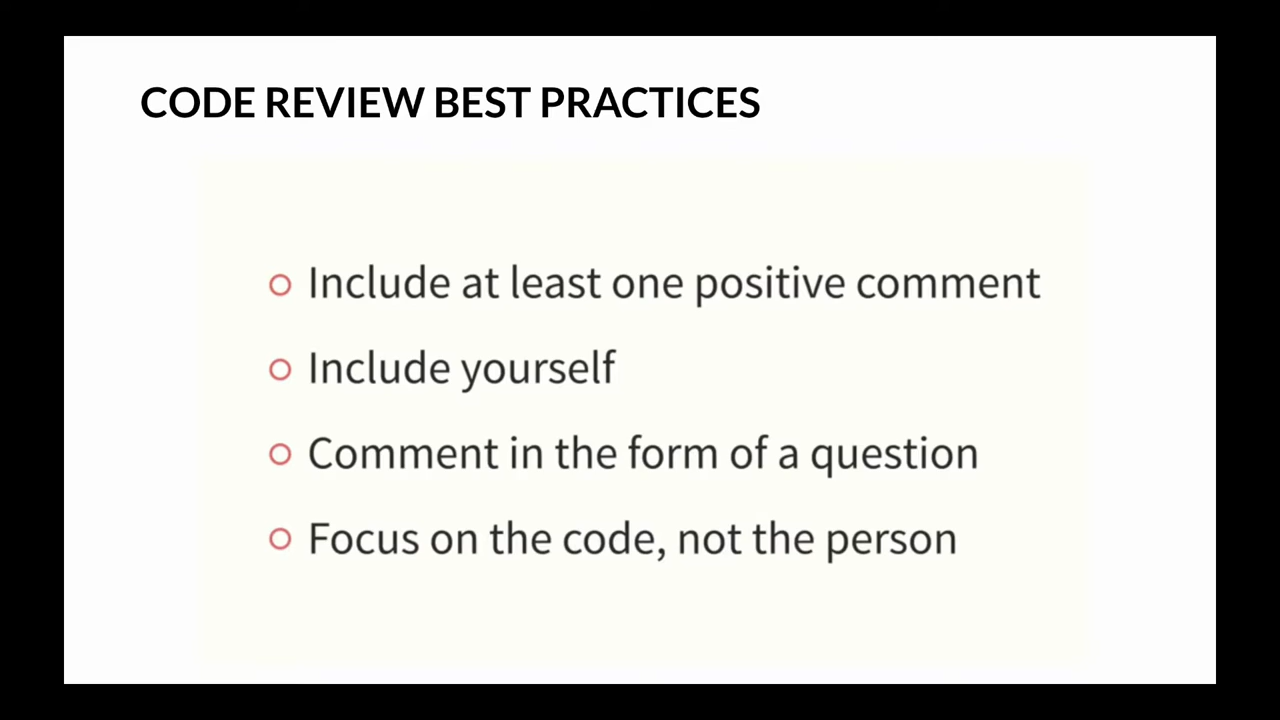 CODE REVIEW BEST PRACTICES
Include at least one positive comment
Include yourself
Comment in the form of a question
Focus on the code, not the person